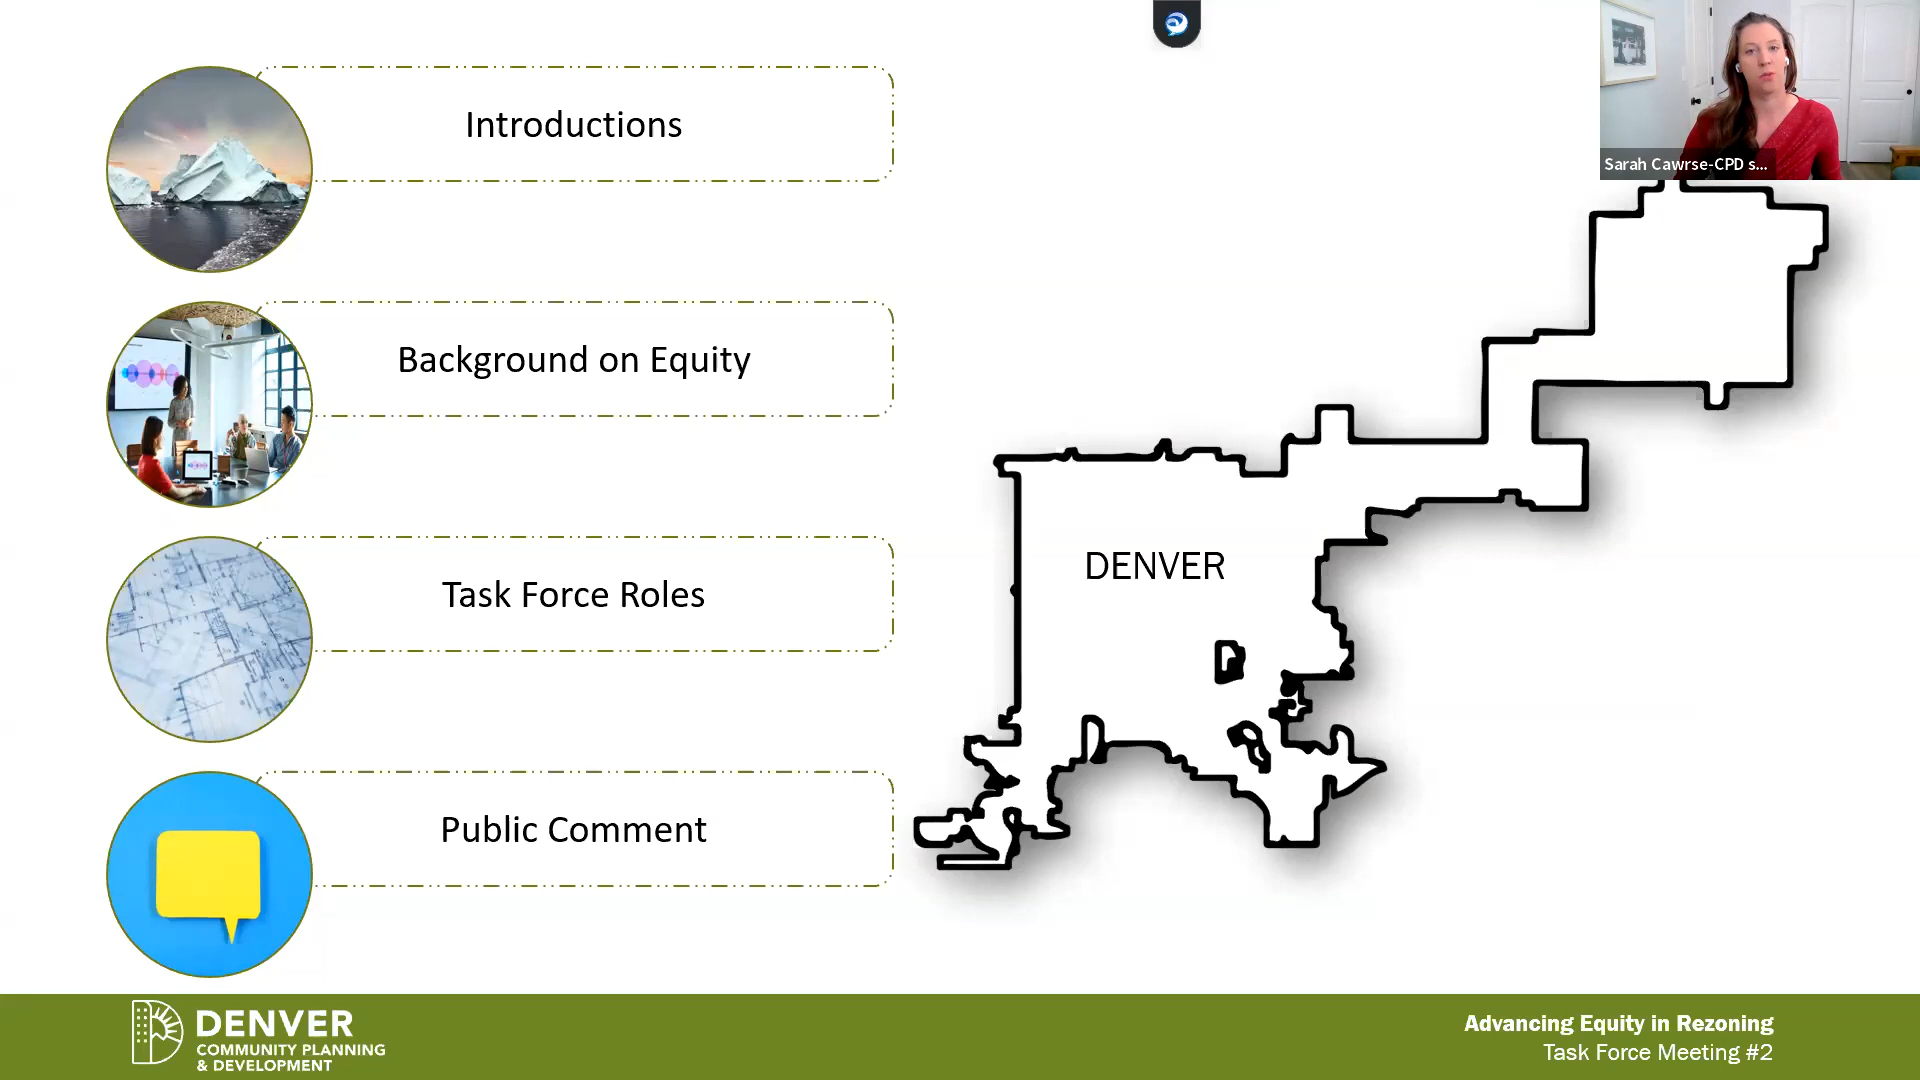 Introductions
Background on Equity
Task Force Roles
Public Comment
DENVER
Sarah Cawrse-CPD s...
DENVER
COMMUNITY PLANNING
& DEVELOPMENT
Advancing Equity in Rezoning
Task Force Meeting #2